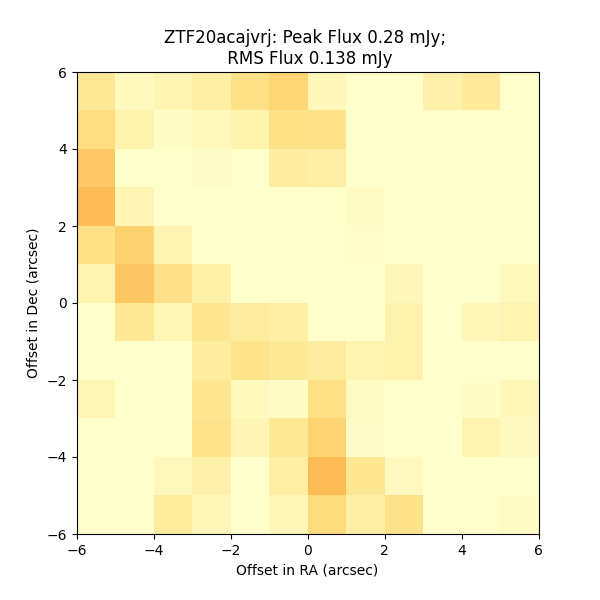 ZTF20acajvrj: Peak Flux 0.28 mJy;
RMS Flux 0.138 mJy
6
4
2
0
−2
−4
−6
Offset in Dec (arcsec)
−6 −4 −2 0 2 4 6
Offset in RA (arcsec)